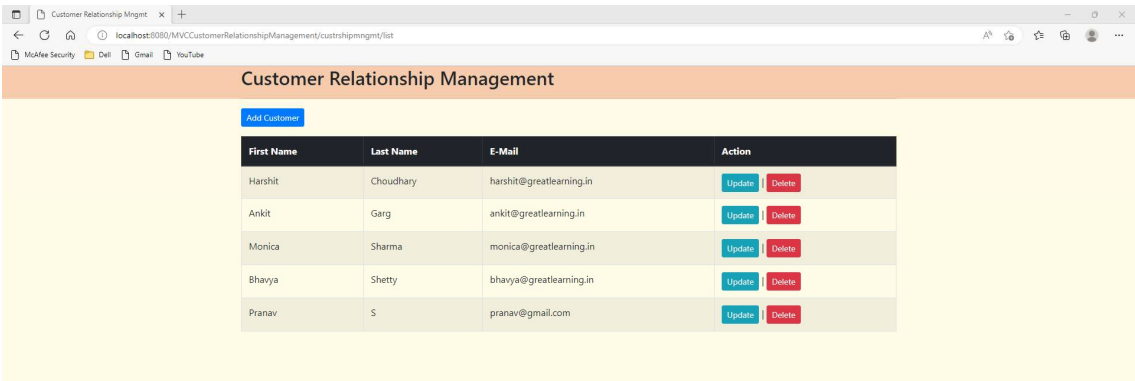 Customer Relationship Mngmt
localhost:8080/MVCCustomerRelationshipManagement/custrshipmngmt/list
McAfee Security Dell Gmail YouTube
Customer Relationship Management
Add Customer
First Name Last Name E-Mail Action
Harshit Choudhary harshit@greatlearning.in Update | Delete
Ankit Garg ankit@greatlearning.in Update | Delete
Monica Sharma monica@greatlearning.in Update | Delete
Bhavya Shetty bhavya@greatlearning.in Update | Delete
Pranav S pranav@gmail.com Update | Delete